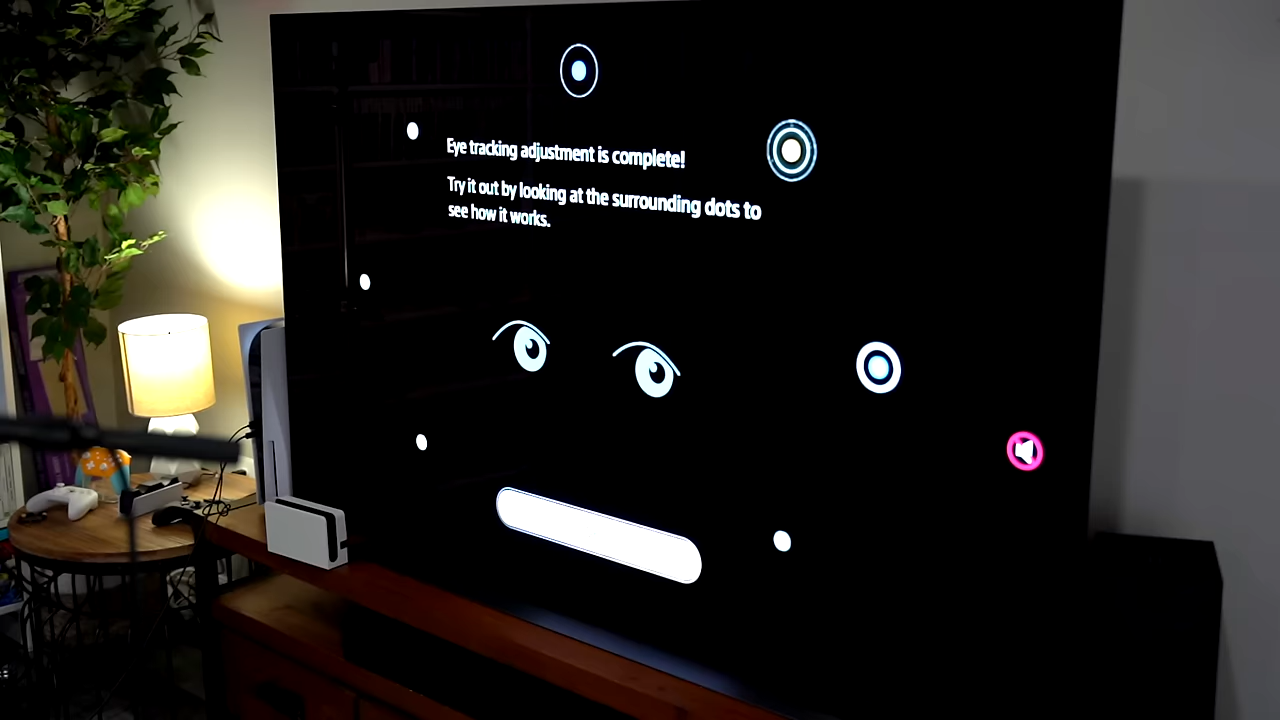 Eye tracking adjustment is complete!
Try it out by looking at the surrounding dots to
see how it works.